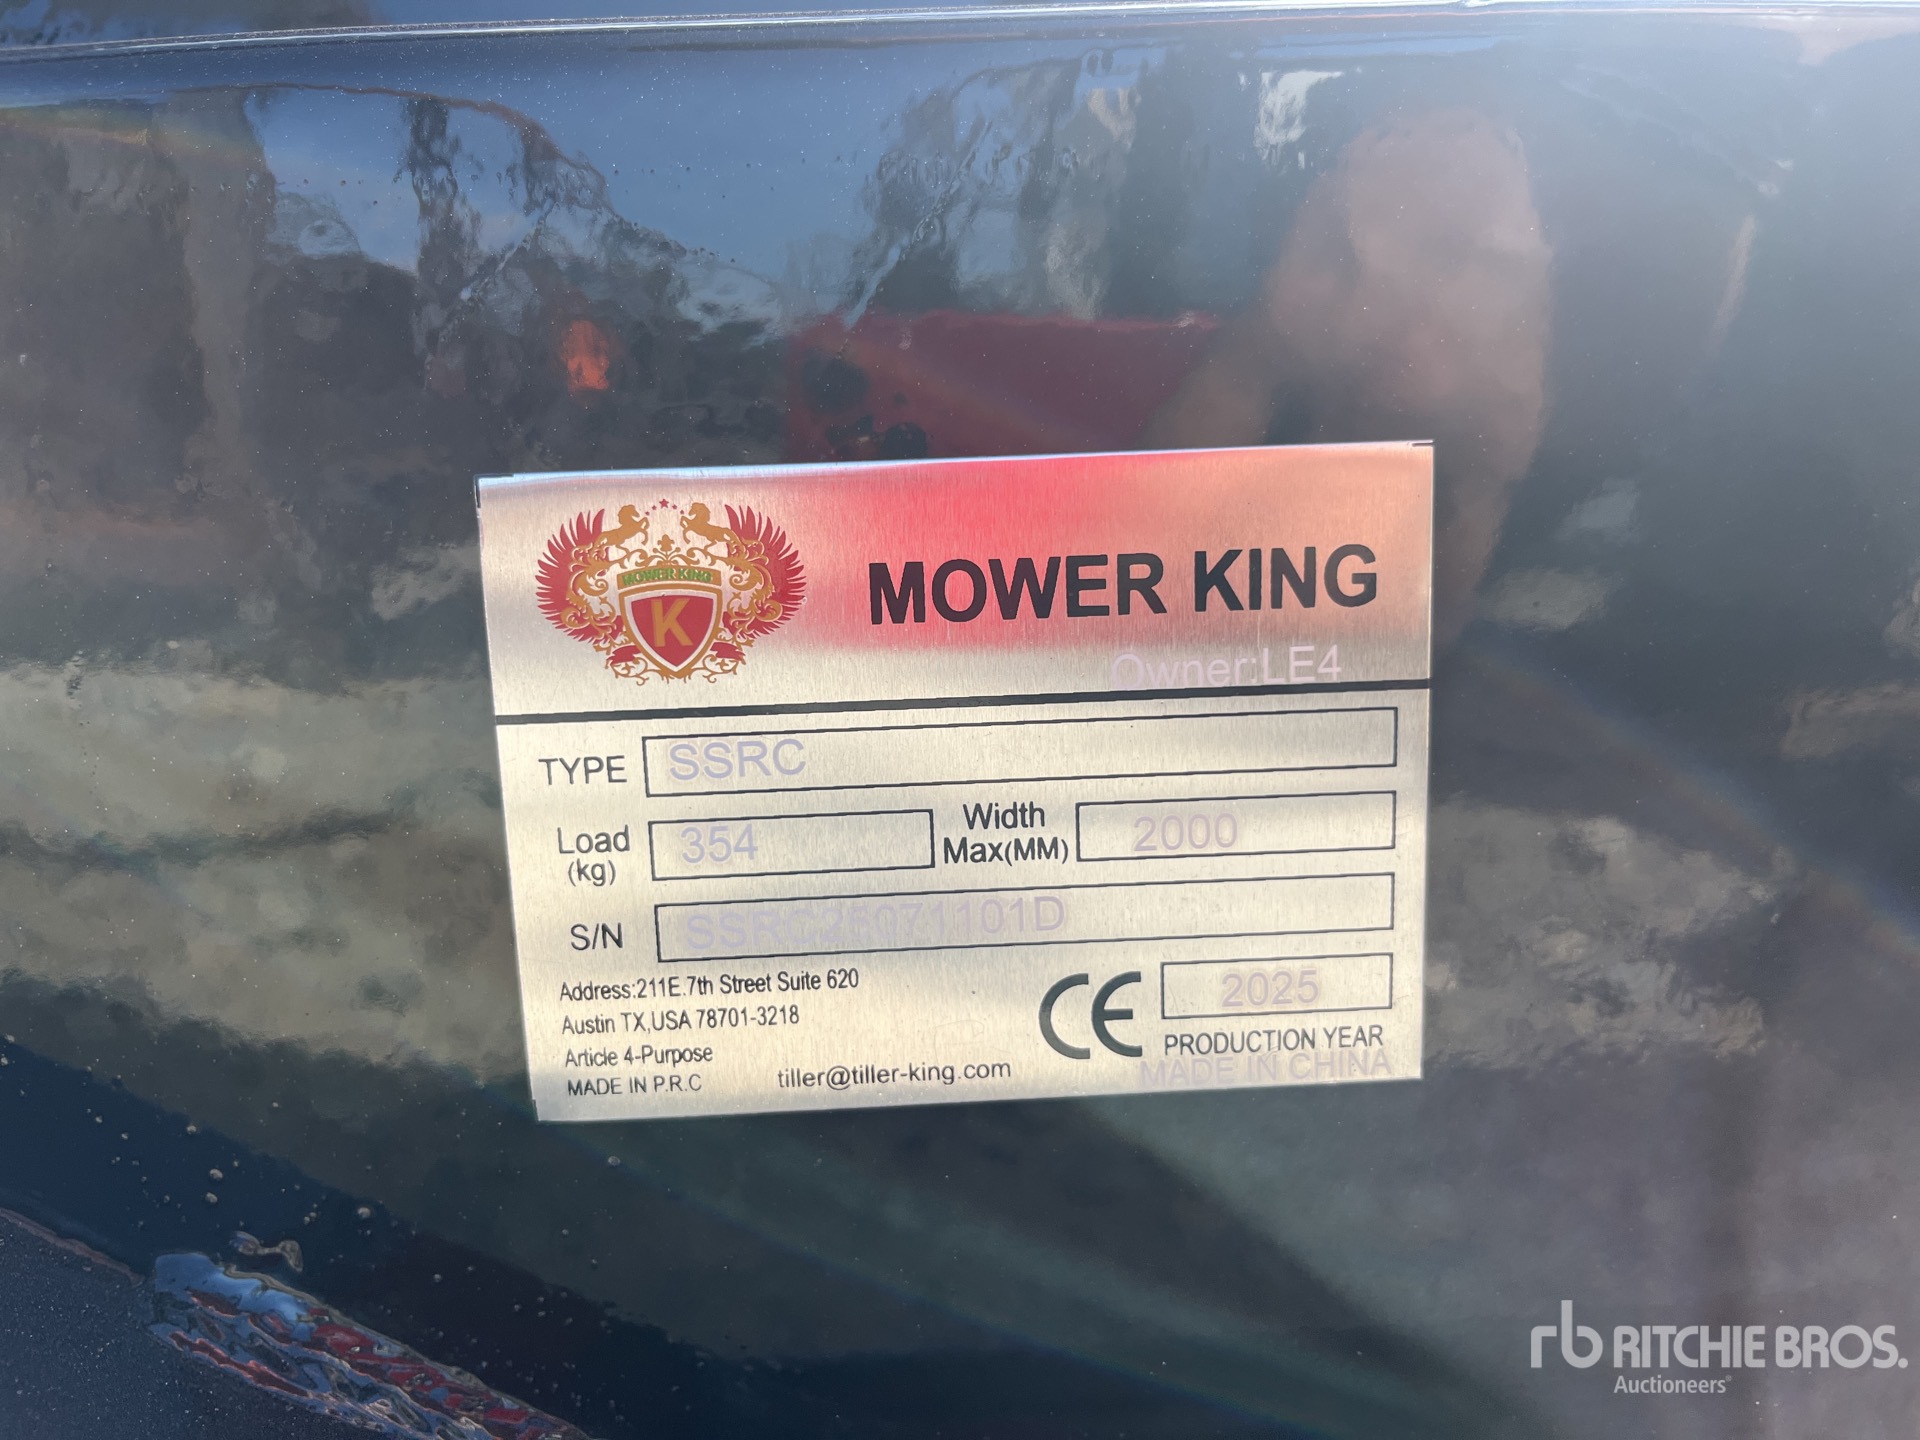 MOWER KING
K
MOWER KING
Owner:LE4
TYPE SSRC
Load (kg) 354 Width Max(MM) 2000
S/N SSRC25071101D
Address:211E.7th Street Suite 620
Austin TX,USA 78701-3218
Article 4-Purpose
MADE IN P.R.C
tiller@tiller-king.com
CE 2025
PRODUCTION YEAR
MADE IN CHINA
rb RITCHIE BROS.
Auctioneers®